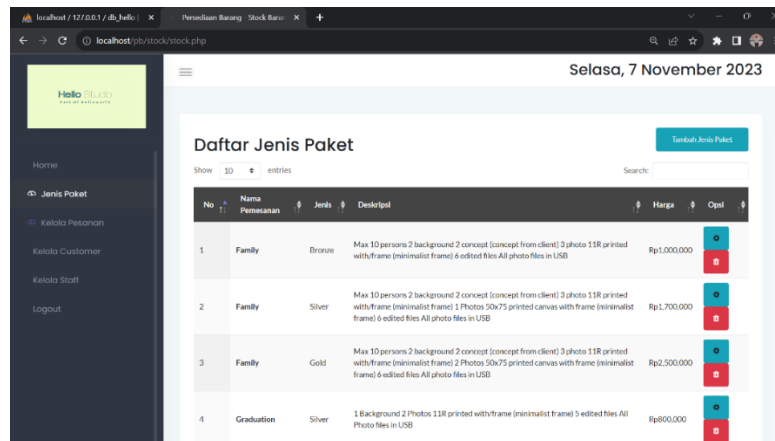 localhost / 127.0.0.1 / db_hello |
Persediaan Barang Stock Baran
localhost/pb/stock/stock.php
Selasa, 7 November 2023
Hello Studio
Part of Helloworld
Home
Jenis Paket
Kelola Pesanan
Kelola Customer
Kelola Staff
Logout
Daftar Jenis Paket
Tambah Jenis Paket
Show 10 entries
Search:
No Nama Pemesanan Jenis Deskripsi Harga Opsi
1 Family Bronze Max 10 persons 2 background 2 concept (concept from client) 3 photo 11R printed
with/frame (minimalist frame) 6 edited files All photo files in USB Rp1,000,000
2 Family Silver Max 10 persons 2 background 2 concept (concept from client) 3 photo 11R printed
with/frame (minimalist frame) 1 Photos 50x75 printed canvas with frame (minimalist
frame) 6 edited files All photo files in USB Rp1,700,000
3 Family Gold Max 10 persons 2 background 2 concept (concept from client) 3 photo 11R printed
with/frame (minimalist frame) 2 Photos 50x75 printed canvas with frame (minimalist
frame) 6 edited files All photo files in USB Rp2,500,000
4 Graduation Silver 1 Background 2 Photos 11R printed with/frame (minimalist frame) 5 edited files All
Photo files in USB Rp800,000